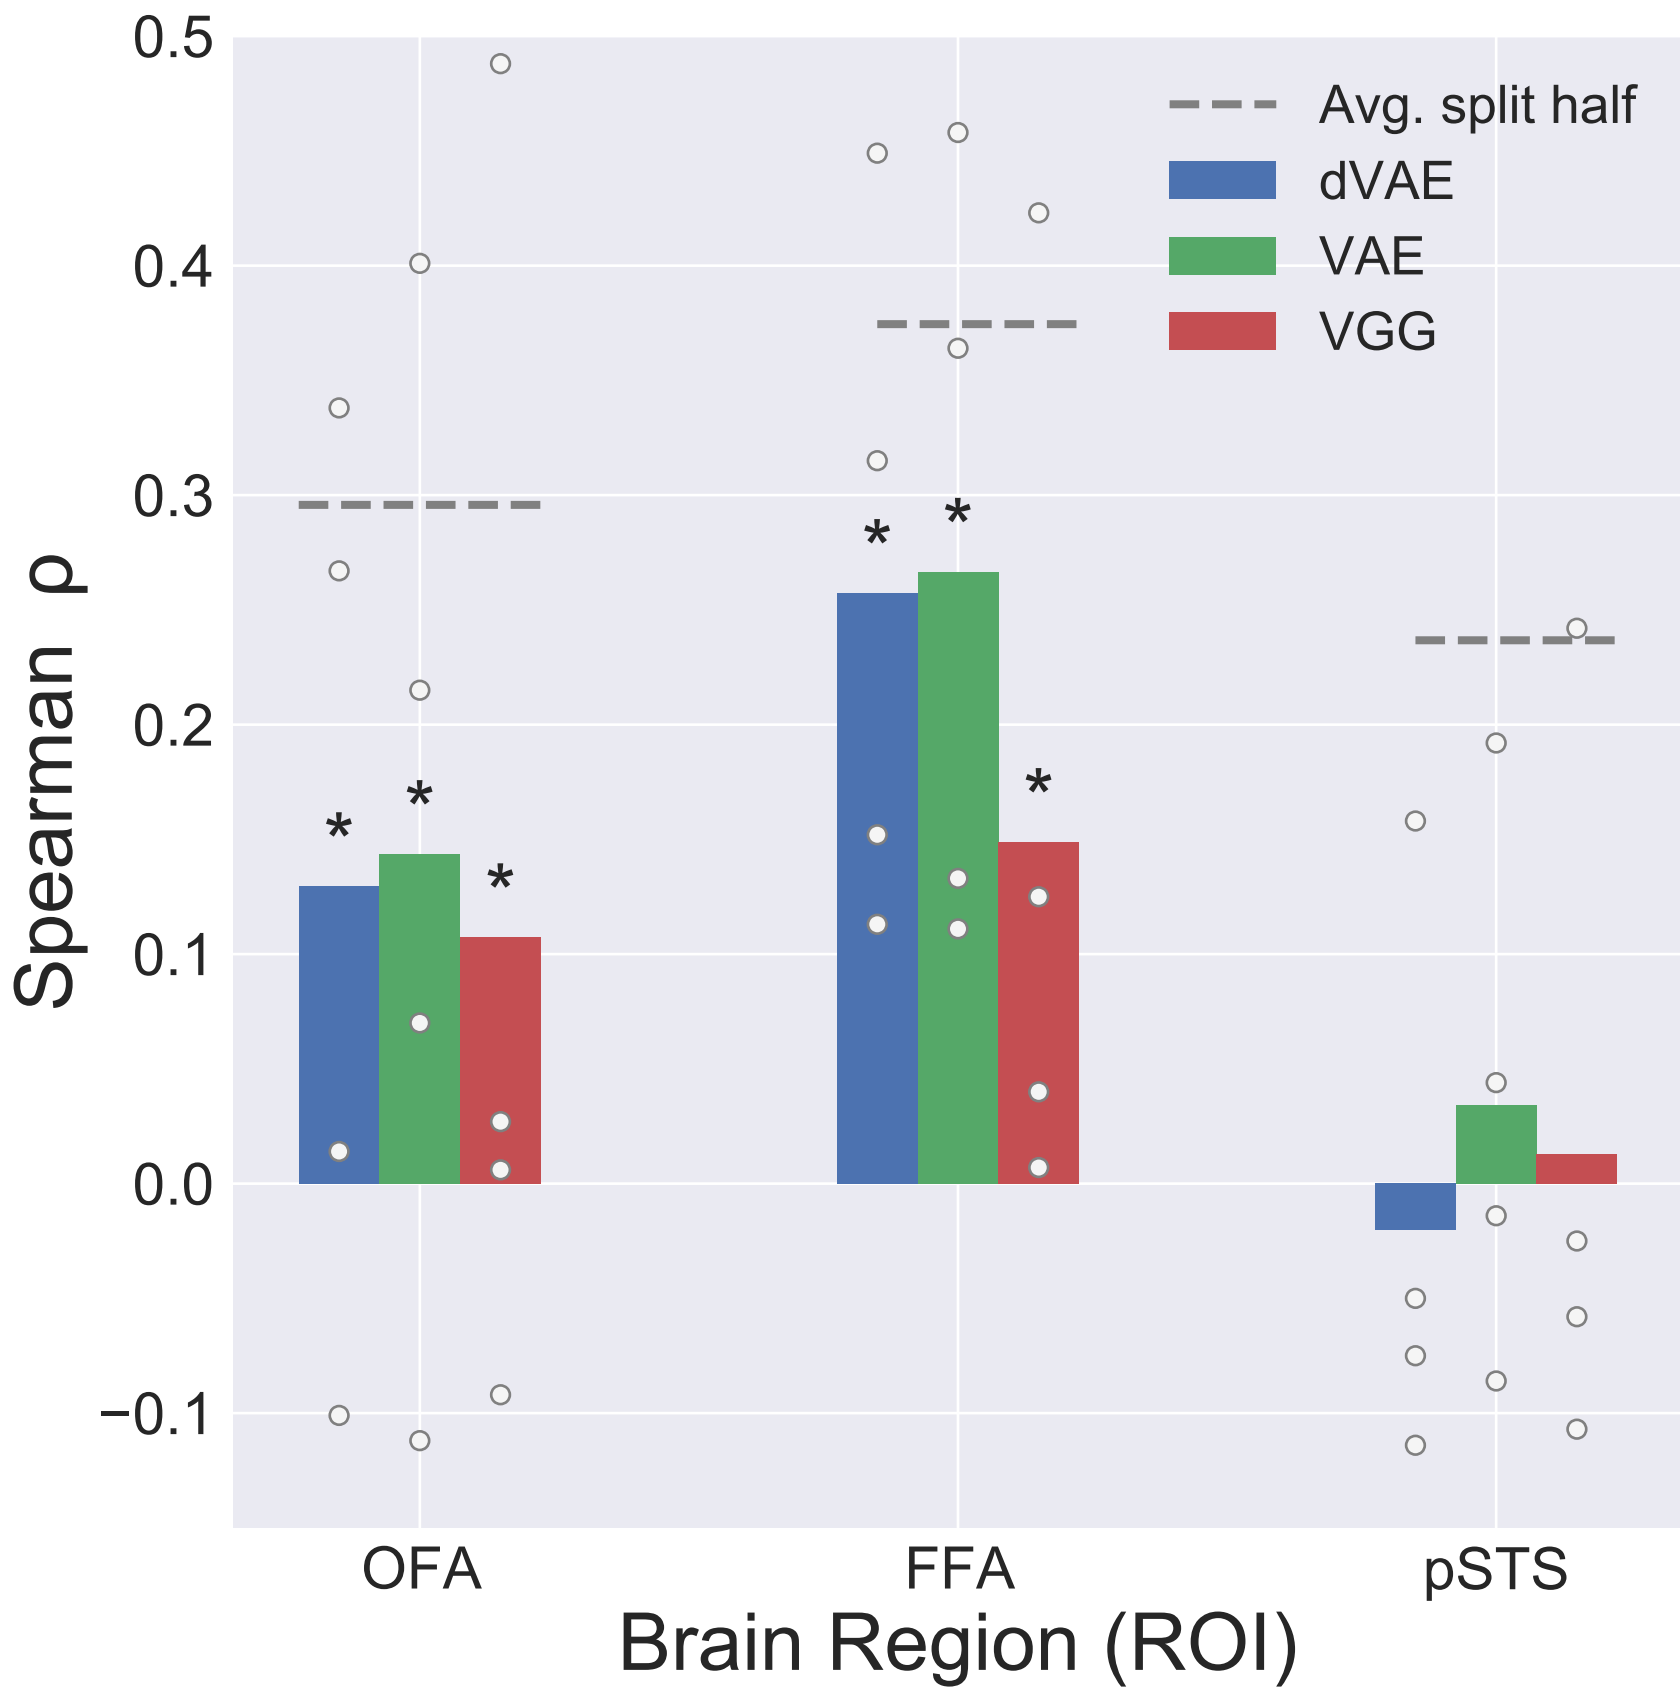 0.5
0.4
0.3
0.2
0.1
0.0
−0.1
Spearman ρ
Avg. split half
dVAE
VAE
VGG
* * *
* * *
OFA FFA pSTS
Brain Region (ROI)